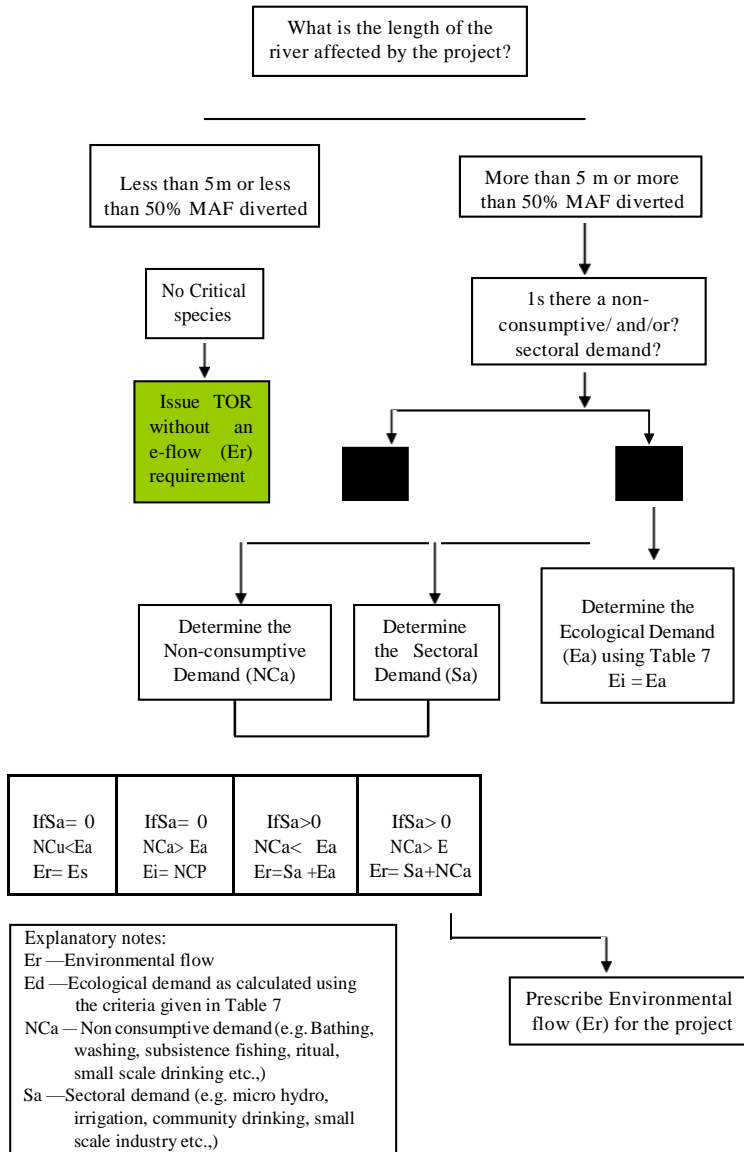 What is the length of the
river affected by the project?
Less than 5m or less
than 50% MAF diverted
More than 5 m or more
than 50% MAF diverted
No Critical
species
1s there a non-
consumptive/ and/or?
sectoral demand?
Issue TOR
without an
e-flow (Er)
requirement
Determine the
Non-consumptive
Demand (NCa)
Determine
the Sectoral
Demand (Sa)
Determine the
Ecological Demand
(Ea) using Table 7
Ei = Ea
IfSa= 0
NCu<Ea
Er= Es
IfSa= 0
NCa> Ea
Ei= NCP
IfSa>0
NCa< Ea
Er=Sa +Ea
IfSa> 0
NCa> E
Er= Sa+NCa
Explanatory notes:
Er —Environmental flow
Ed —Ecological demand as calculated using
the criteria given in Table 7
NCa — Non consumptive demand (e.g. Bathing,
washing, subsistence fishing, ritual,
small scale drinking etc.,)
Sa —Sectoral demand (e.g. micro hydro,
irrigation, community drinking, small
scale industry etc.,)
Prescribe Environmental
flow (Er) for the project